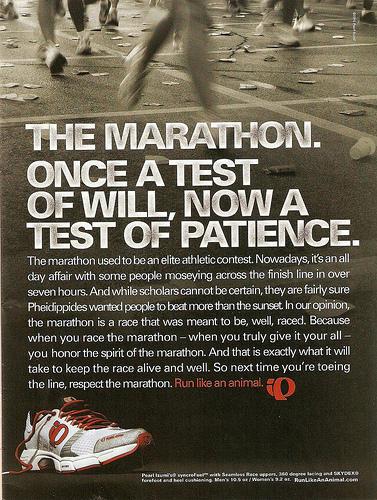 THE MARATHON.
ONCE A TEST
OF WILL, NOW A
TEST OF PATIENCE.
The marathon used to be an elite athletic contest. Nowadays, it's an all
day affair with some people moseying across the finish line in over
seven hours. And while scholars cannot be certain, they are fairly sure
Pheidippides wanted people to beat more than the sunset. In our opinion,
the marathon is a race that was meant to be, well, raced. Because
when you race the marathon – when you truly give it your all –
you honor the spirit of the marathon. And that is exactly what it will
take to keep the race alive and well. So next time you're toeing
the line, respect the marathon. Run like an animal.
Pearl Izumi's® syncroFuel™ with Seamless Race uppers, 360 degree lacing and SKYDEX®
forefoot and heel cushioning. Men's 10.5 oz / Women's 9.2 oz. RunLikeAnAnimal.com